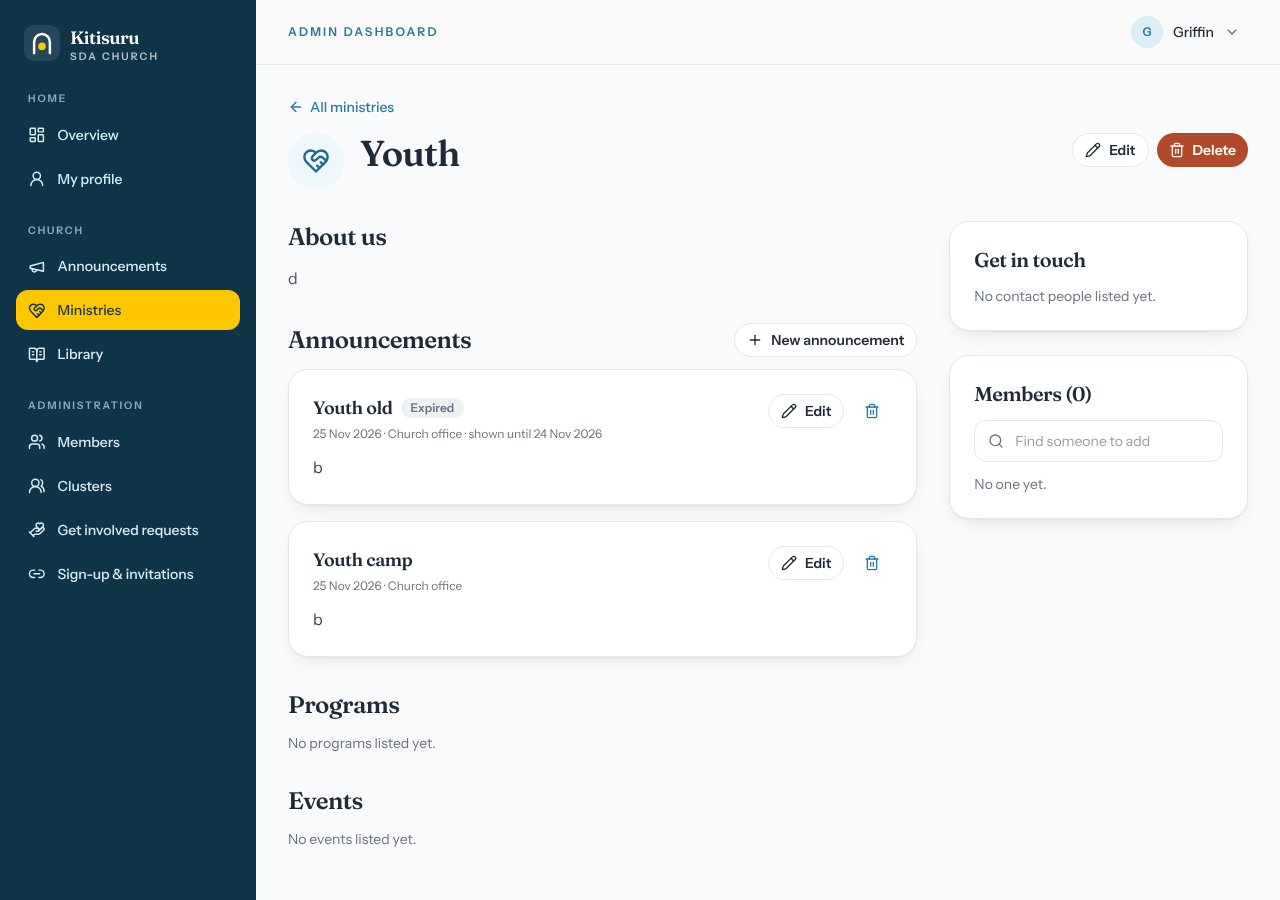 Kitisuru
SDA CHURCH
HOME
Overview
My profile
CHURCH
Announcements
Ministries
Library
ADMINISTRATION
Members
Clusters
Get involved requests
Sign-up & invitations
ADMIN DASHBOARD
G
Griffin
All ministries
Youth
Edit
Delete
About us
d
Announcements
New announcement
Youth old
Expired
Edit
25 Nov 2026 · Church office · shown until 24 Nov 2026
b
Youth camp
Edit
25 Nov 2026 · Church office
b
Programs
No programs listed yet.
Events
No events listed yet.
Get in touch
No contact people listed yet.
Members (0)
Find someone to add
No one yet.